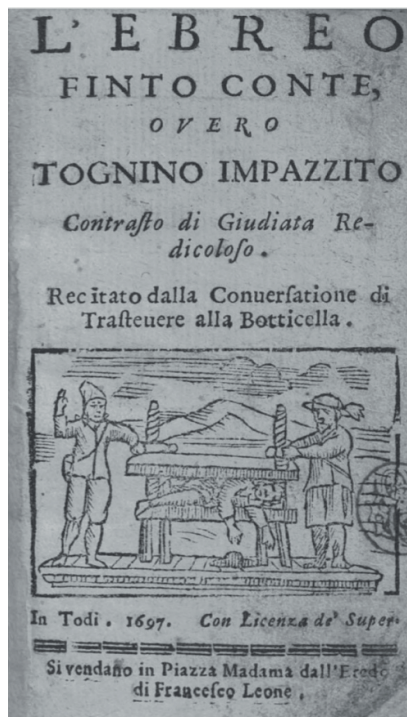 L'EBREO
FINTO CONTE,
OVERO
TOGNINO IMPAZZITO
Contraſto di Giudiata Re-
dicoloſo.
Recitato dalla Conuerſatione di
Traſteuere alla Botticella.
In Todi. 1697. Con Licenza de' Super.
Si vendano in Piazza Madama dall'Erede
di Franceſco Leone.